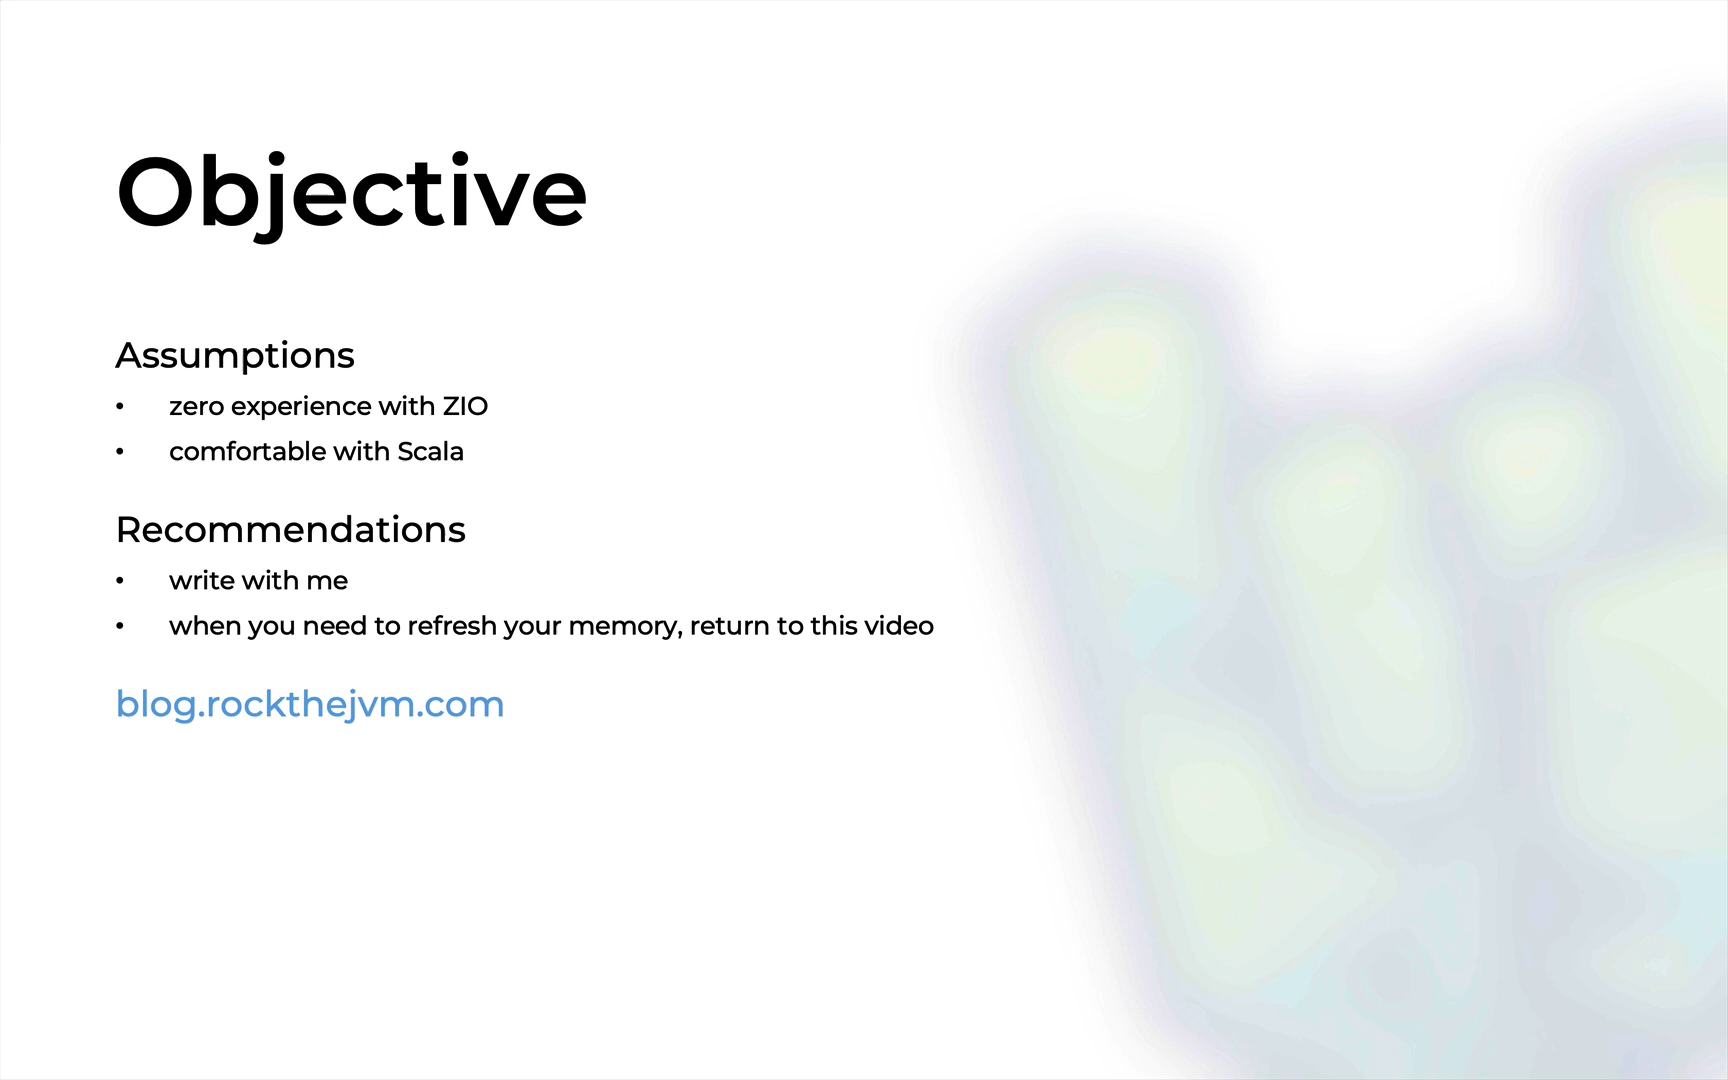 Objective
Assumptions
• zero experience with ZIO
• comfortable with Scala
Recommendations
• write with me
• when you need to refresh your memory, return to this video
blog.rockthejvm.com